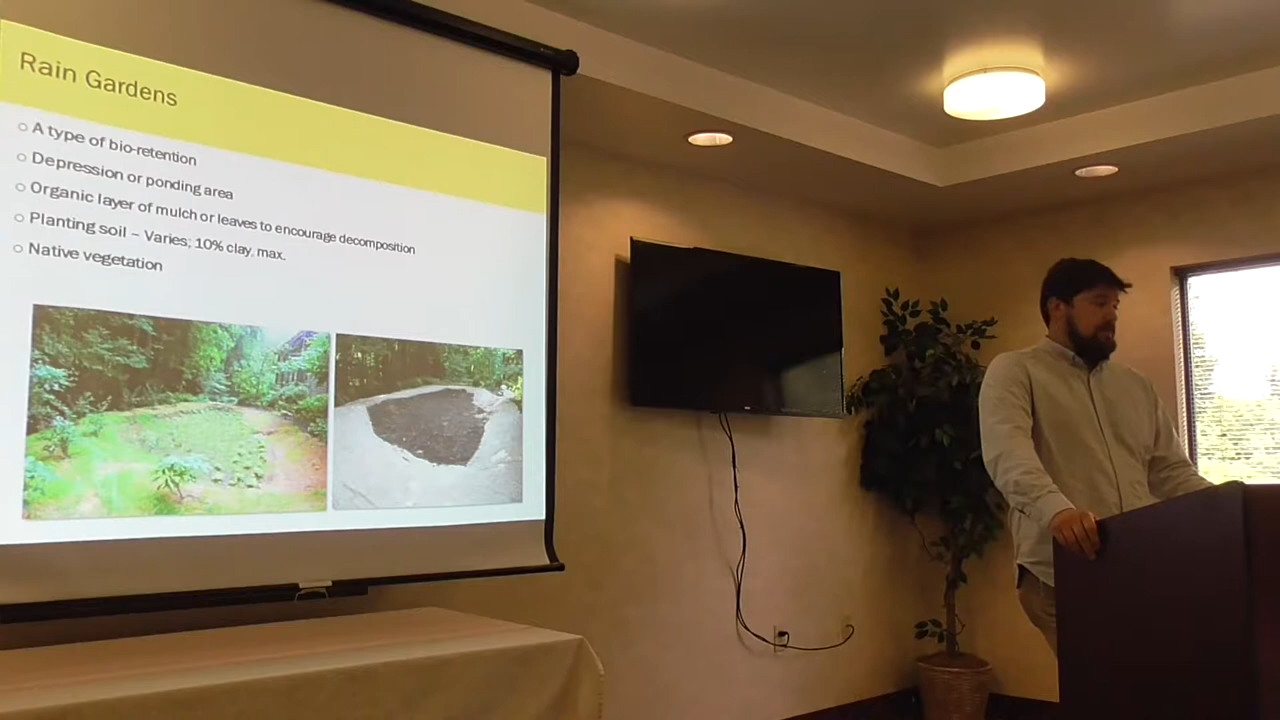 Rain Gardens
○ A type of bio-retention
○ Depression or ponding area
○ Organic layer of mulch or leaves to encourage decomposition
○ Planting soil – Varies; 10% clay, max.
○ Native vegetation